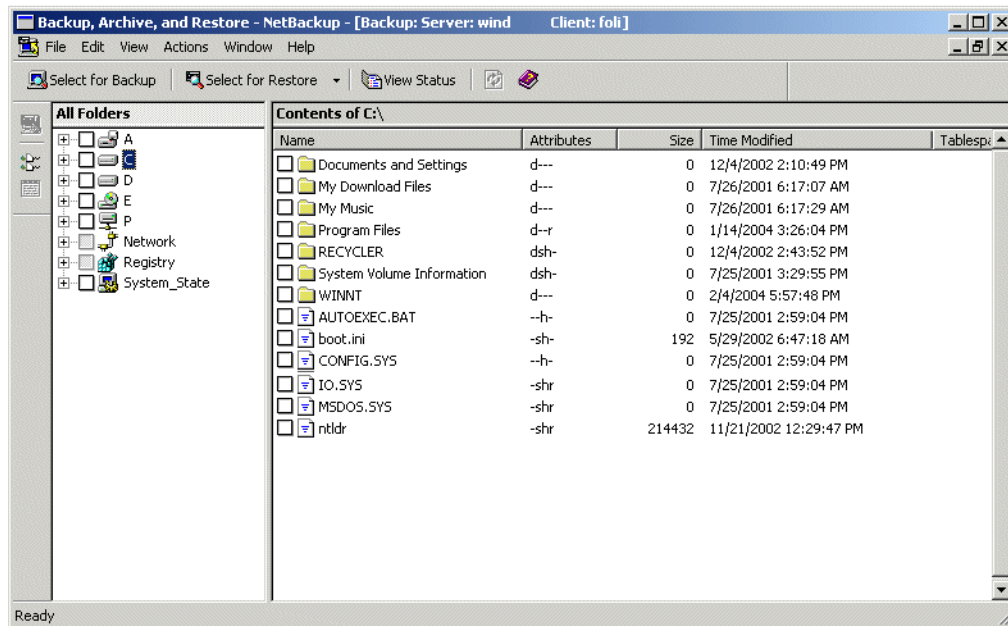 Backup, Archive, and Restore - NetBackup - [Backup: Server: wind Client: foli]
File Edit View Actions Window Help
Select for Backup Select for Restore View Status
All Folders
A
C
D
E
P
Network
Registry
System_State
Contents of C:\
Name Attributes Size Time Modified Tablespa
Documents and Settings d--- 0 12/4/2002 2:10:49 PM
My Download Files d--- 0 7/26/2001 6:17:07 AM
My Music d--- 0 7/26/2001 6:17:29 AM
Program Files d--r 0 1/14/2004 3:26:04 PM
RECYCLER dsh- 0 12/4/2002 2:43:52 PM
System Volume Information dsh- 0 7/25/2001 3:29:55 PM
WINNT d--- 0 2/4/2004 5:57:48 PM
AUTOEXEC.BAT --h- 0 7/25/2001 2:59:04 PM
boot.ini -sh- 192 5/29/2002 6:47:18 AM
CONFIG.SYS --h- 0 7/25/2001 2:59:04 PM
IO.SYS -shr 0 7/25/2001 2:59:04 PM
MSDOS.SYS -shr 0 7/25/2001 2:59:04 PM
ntldr -shr 214432 11/21/2002 12:29:47 PM
Ready